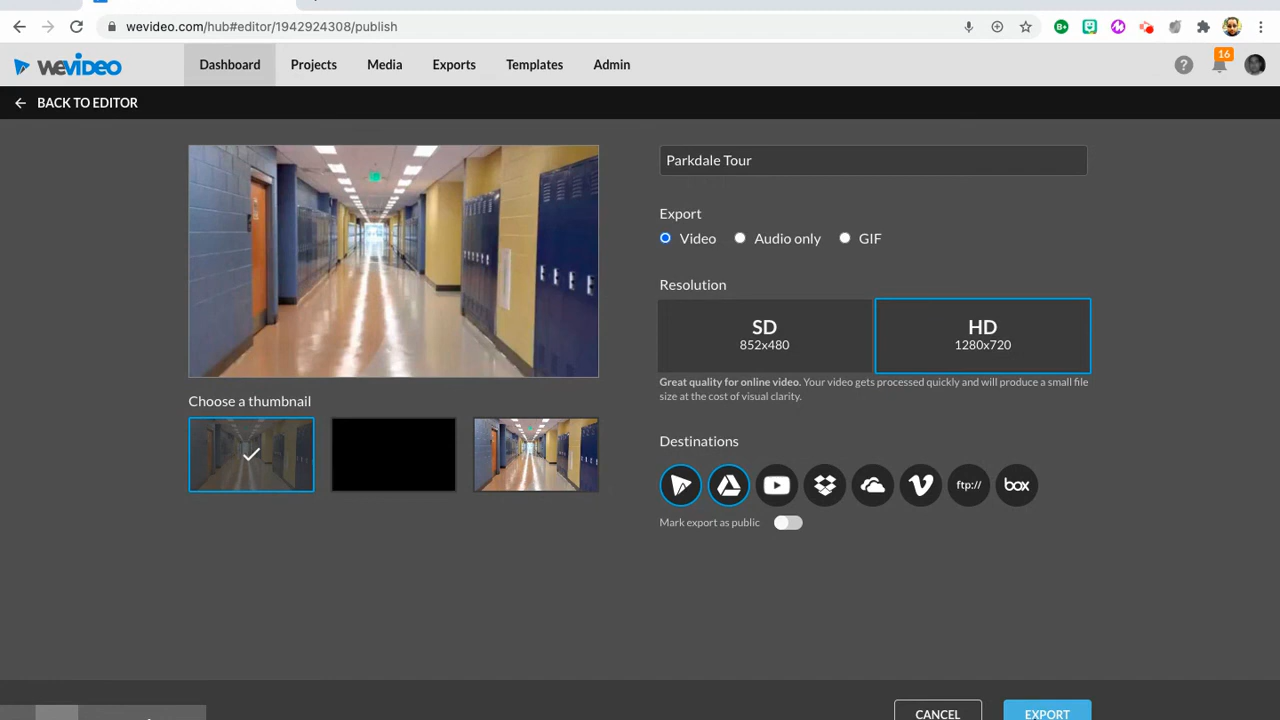 wevideo.com/hub#editor/1942924308/publish
B+
WEVIDEO
Dashboard
Projects
Media
Exports
Templates
Admin
?
16
BACK TO EDITOR
Parkdale Tour
Export
Video
Audio only
GIF
Resolution
SD
852x480
HD
1280x720
Great quality for online video. Your video gets processed quickly and will produce a small file
size at the cost of visual clarity.
Choose a thumbnail
Destinations
ftp://
box
Mark export as public
CANCEL
EXPORT